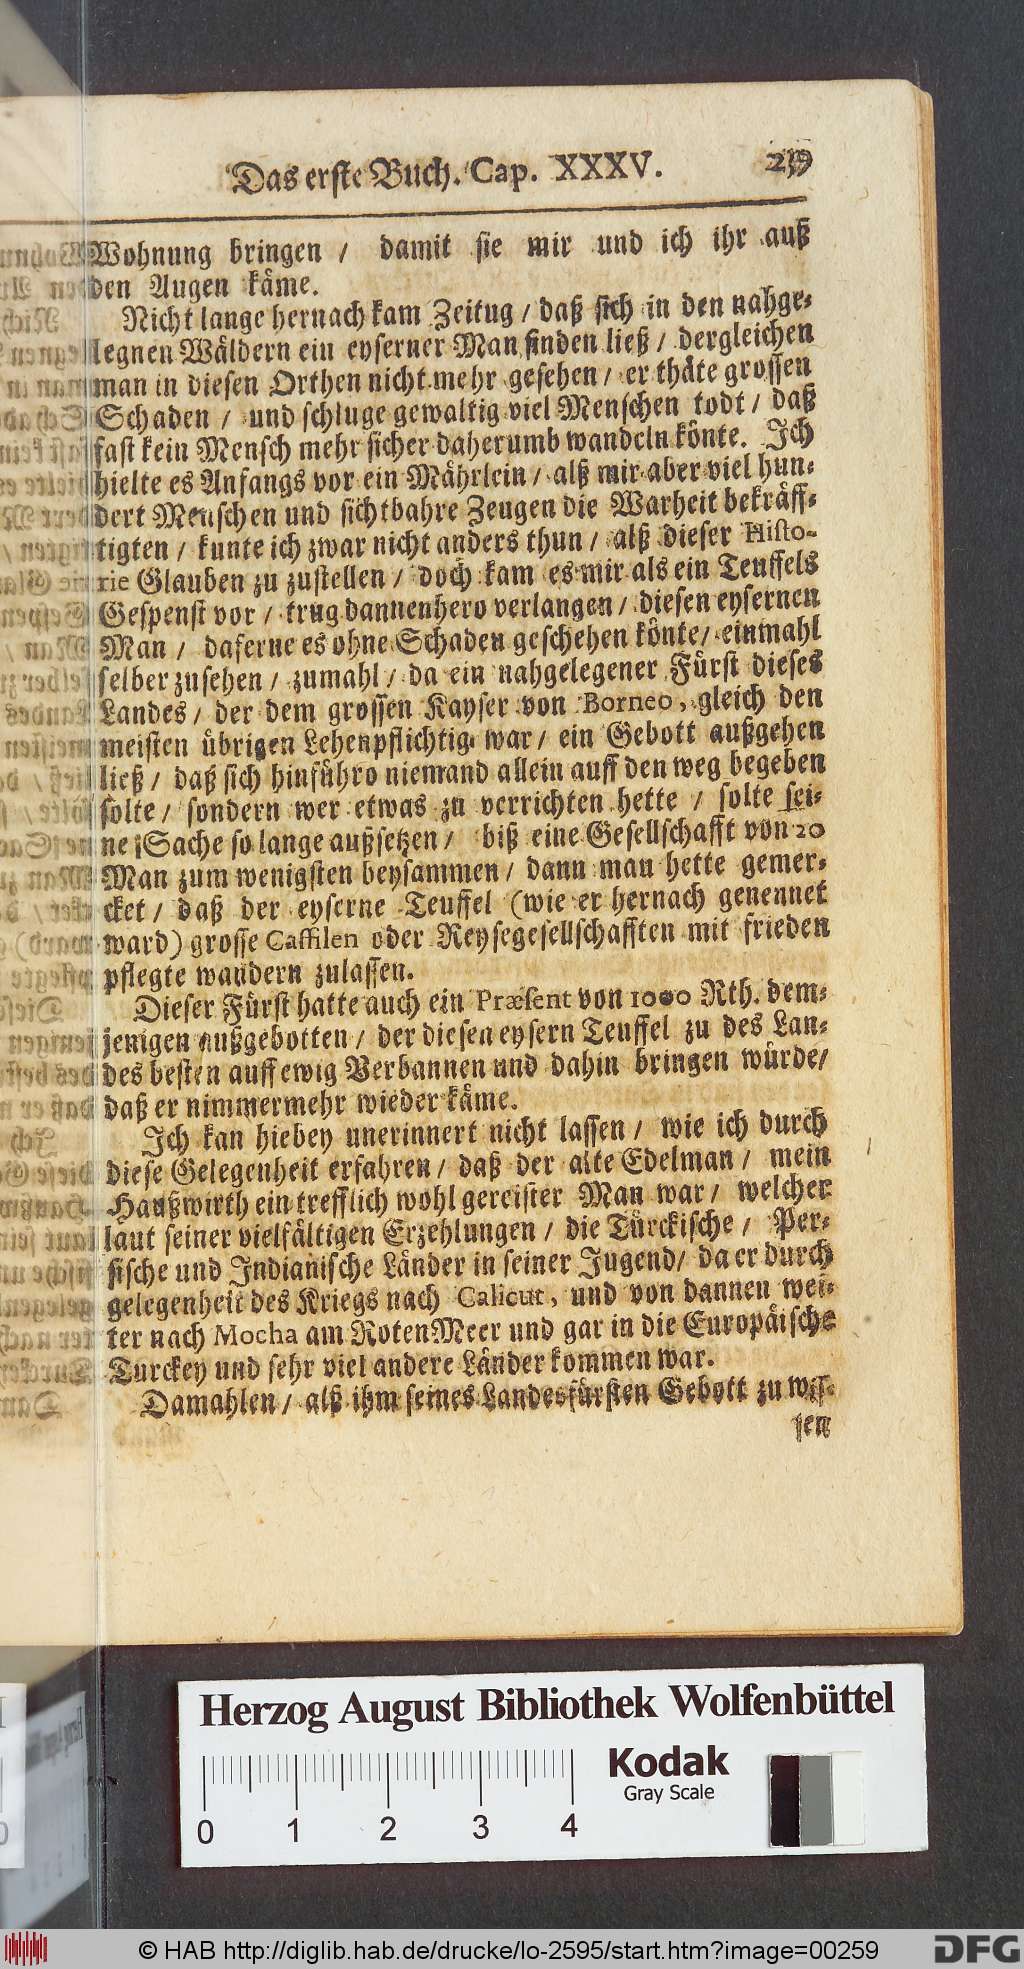 Das erste Buch. Cap. XXXV. 259
Wohnung bringen / damit sie mir und ich ihr auß
den Augen käme.
Nicht lange hernach kam Zeitug / daß sich in den nahge-
legnen Wäldern ein eyserner Man finden ließ / dergleichen
man in diesen Orthen nicht mehr gesehen / er thäte grossen
Schaden / und schluge gewaltig viel Menschen todt / daß
fast kein Mensch mehr sicher daherumb wandeln könte. Ich
hielte es Anfangs vor ein Mährlein / alß mir aber viel hun-
dert Menschen und sichtbahre Zeugen die Warheit bekräff-
tigten / kunte ich zwar nicht anders thun / alß dieser Histo-
rie Glauben zu zustellen / doch kam es mir als ein Teuffels
Gespenst vor / trug dannenhero verlangen / diesen eysernen
Man / daferne es ohne Schaden geschehen könte / einmahl
selber zusehen / zumahl / da ein nahgelegener Fürst dieses
Landes / der dem grossen Kayser von Borneo, gleich den
meisten übrigen Lehenpflichtig war / ein Gebott außgehen
ließ / daß sich hinführo niemand allein auff den weg begeben
solte / sondern wer etwas zu verrichten hette / solte sei-
ne Sache so lange außsetzen / biß eine Gesellschafft von 20
Man zum wenigsten beysammen / dann man hette gemer-
cket / daß der eyserne Teuffel (wie er hernach genennet
ward) grosse Caffilen oder Reysegesellschafften mit frieden
pflegte wandern zulassen.
Dieser Fürst hatte auch ein Præsent von 1000 Rth. dem-
jenigen außgebotten / der diesen eysern Teuffel zu des Lan-
des besten auff ewig Verbannen und dahin bringen würde /
daß er nimmermehr wieder käme.
Ich kan hiebey unerinnert nicht lassen / wie ich durch
diese Gelegenheit erfahren / daß der alte Edelman / mein
Haußwirth ein trefflich wohl gereister Man war / welcher
laut seiner vielfältigen Erzehlungen / die Türckische / Per-
sische und Indianische Länder in seiner Jugend / da er durch
gelegenheit des Kriegs nach Calicut, und von dannen wei-
ter nach Mocha am Roten Meer und gar in die Europäische
Turckey und sehr viel andere Länder kommen war.
Damahlen / alß ihm seines Landesfürsten Gebott zu wis-
sen
Herzog August Bibliothek Wolfenbüttel
Kodak
Gray Scale
0 1 2 3 4
© HAB http://diglib.hab.de/drucke/lo-2595/start.htm?image=00259
DFG